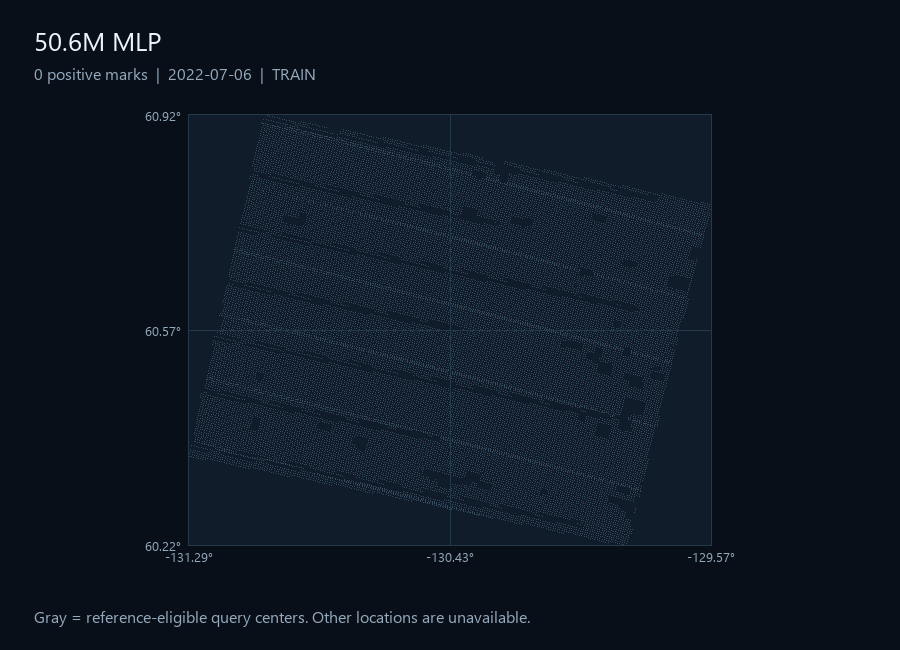 50.6M MLP
0 positive marks | 2022-07-06 | TRAIN
60.92°
60.57°
60.22°
-131.29°
-130.43°
-129.57°
Gray = reference-eligible query centers. Other locations are unavailable.